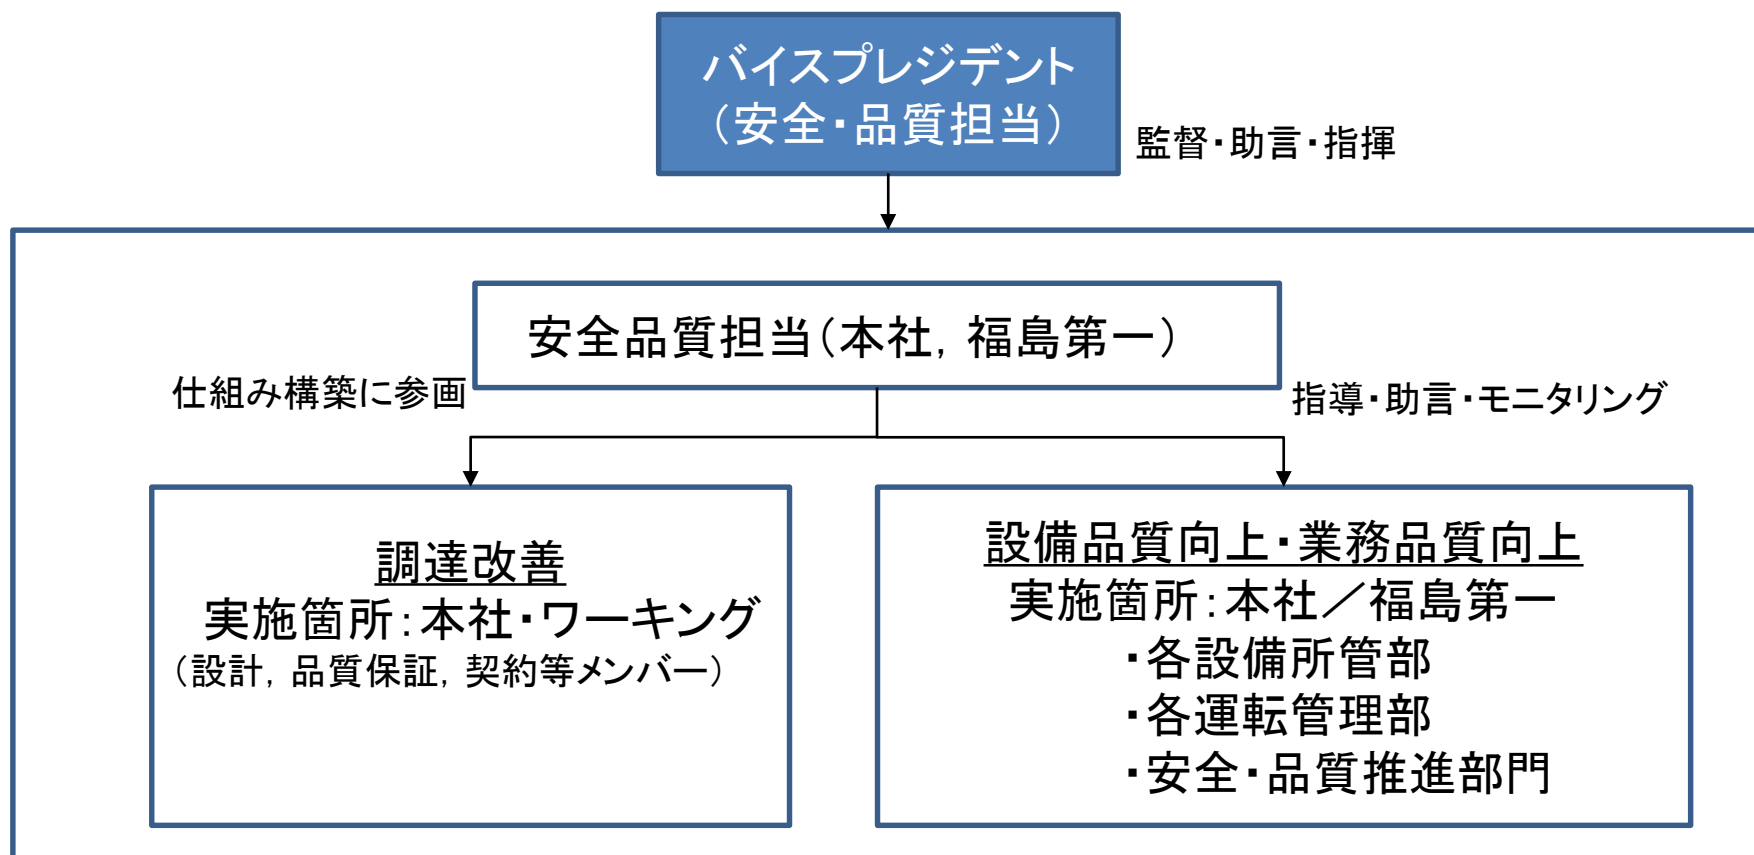 バイスプレジデント
（安全・品質担当）
監督・助言・指揮
安全品質担当（本社，福島第一）
仕組み構築に参画
指導・助言・モニタリング
調達改善
実施箇所：本社・ワーキング
（設計，品質保証，契約等メンバー）
設備品質向上・業務品質向上
実施箇所：本社／福島第一
・各設備所管部
・各運転管理部
・安全・品質推進部門